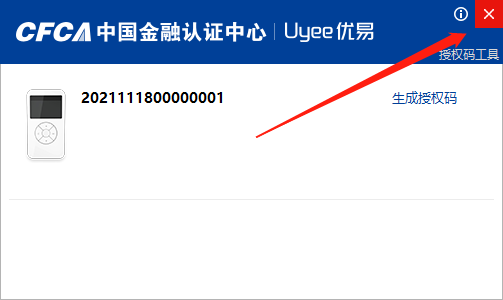 CFCA 中国金融认证中心 | Uyee 优易
授权码工具
2021111800000001 生成授权码